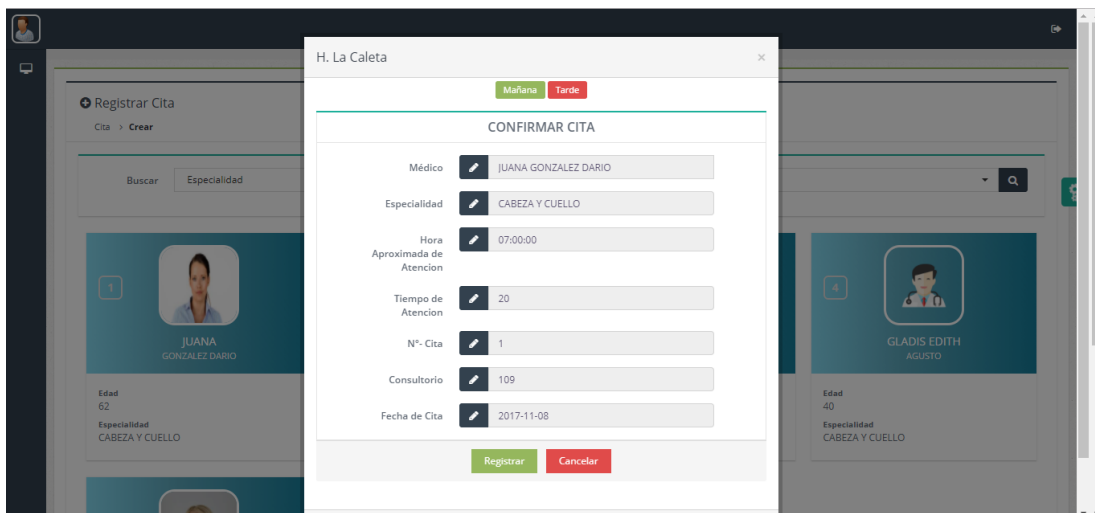 H. La Caleta ×
Mañana Tarde
CONFIRMAR CITA
Médico JUANA GONZALEZ DARIO
Especialidad CABEZA Y CUELLO
Hora
Aproximada de
Atencion
07:00:00
Tiempo de
Atencion
20
N°- Cita 1
Consultorio 109
Fecha de Cita 2017-11-08
Registrar Cancelar
Registrar Cita
Cita > Crear
Buscar Especialidad
1
JUANA
GONZALEZ DARIO
Edad
62
Especialidad
CABEZA Y CUELLO
4
GLADIS EDITH
AGUSTO
Edad
40
Especialidad
CABEZA Y CUELLO